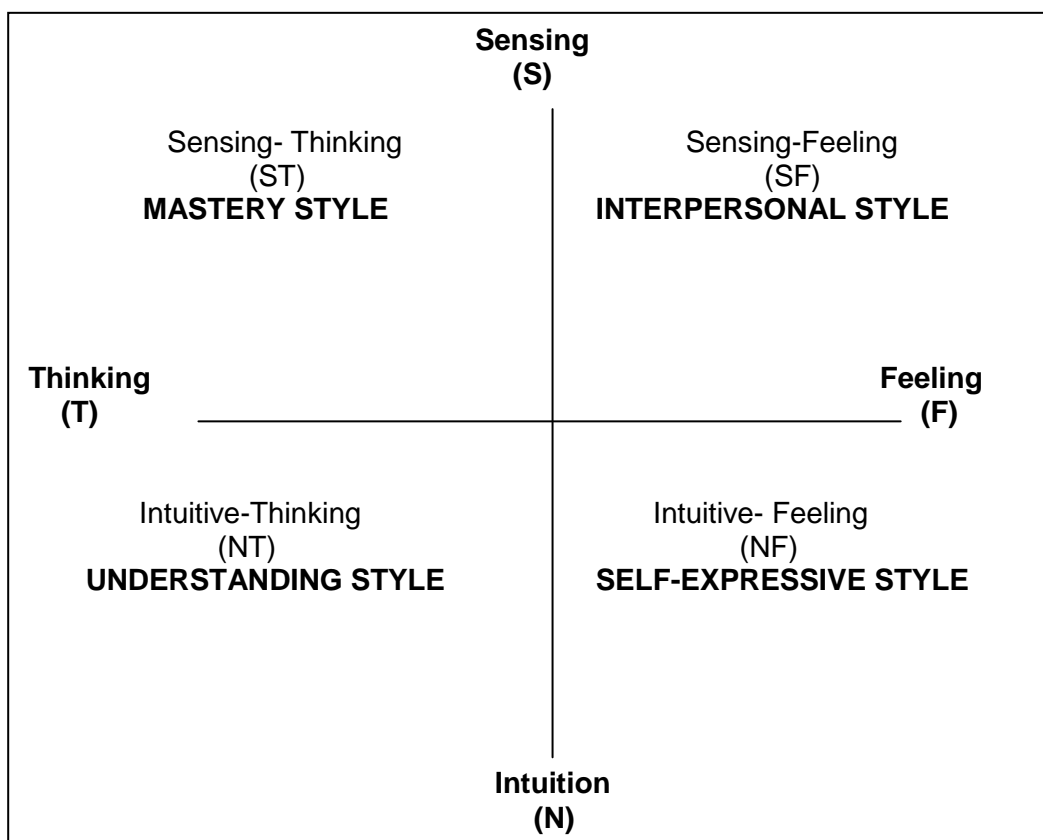 Sensing
(S)
Sensing- Thinking
(ST)
MASTERY STYLE
Sensing-Feeling
(SF)
INTERPERSONAL STYLE
Thinking
(T)
Feeling
(F)
Intuitive-Thinking
(NT)
UNDERSTANDING STYLE
Intuitive- Feeling
(NF)
SELF-EXPRESSIVE STYLE
Intuition
(N)